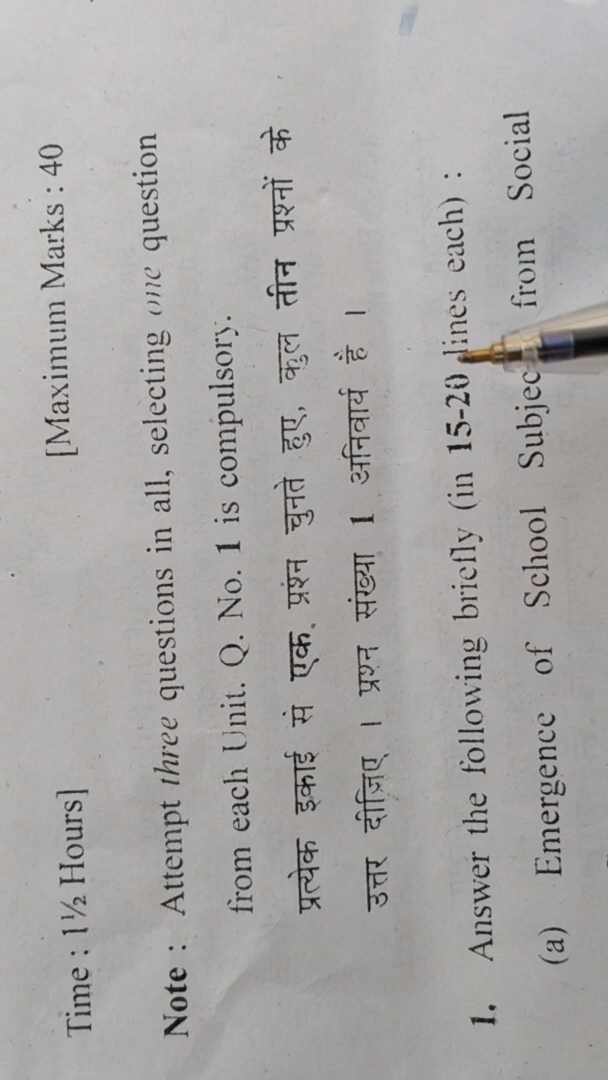 Time : 1½ Hours] [Maximum Marks : 40
Note : Attempt three questions in all, selecting one question
from each Unit. Q. No. 1 is compulsory.
प्रत्येक इकाई से एक प्रश्न चुनते हुए, कुल तीन प्रश्नों के
उत्तर दीजिए । प्रश्न संख्या 1 अनिवार्य है ।
1. Answer the following briefly (in 15-20 lines each) :
(a) Emergence of School from Social